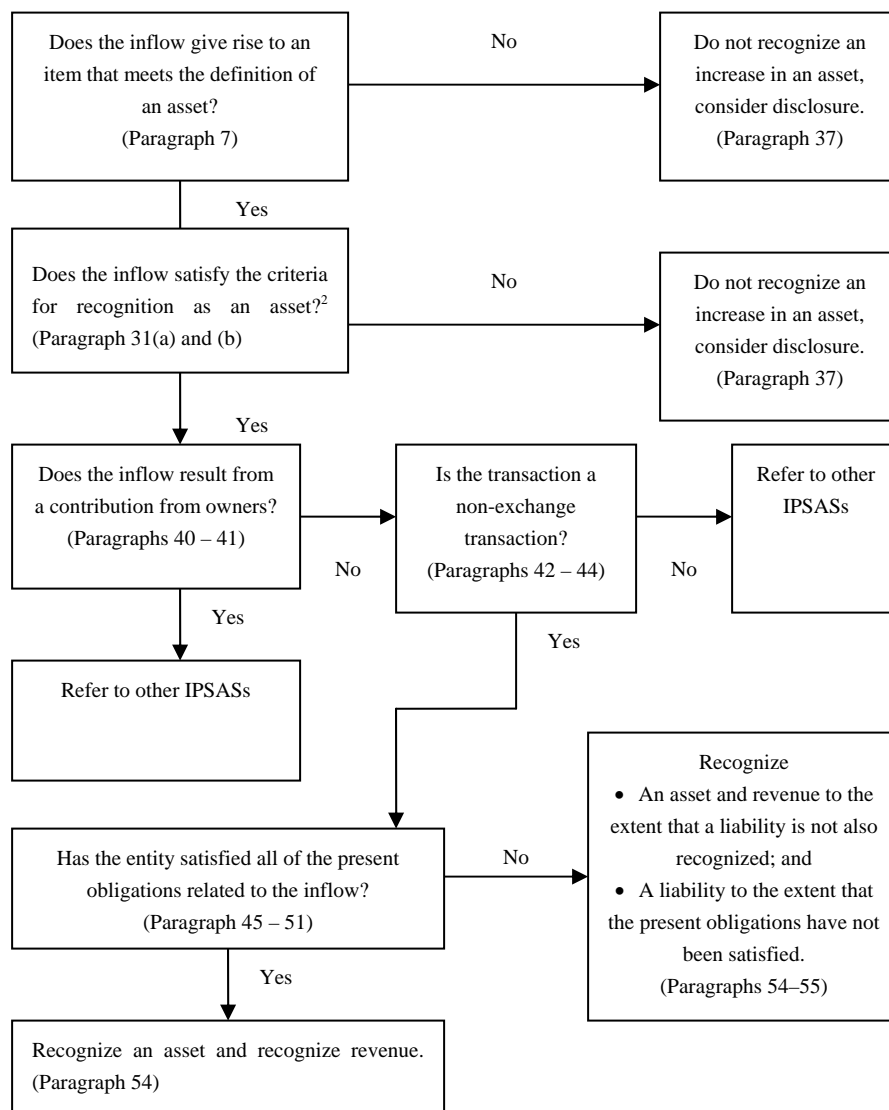 Does the inflow give rise to an
item that meets the definition of
an asset?
(Paragraph 7)
No
Do not recognize an
increase in an asset,
consider disclosure.
(Paragraph 37)
Yes
Does the inflow satisfy the criteria
for recognition as an asset?²
(Paragraph 31(a) and (b)
No
Do not recognize an
increase in an asset,
consider disclosure.
(Paragraph 37)
Yes
Does the inflow result from
a contribution from owners?
(Paragraphs 40 – 41)
No
Is the transaction a
non-exchange
transaction?
(Paragraphs 42 – 44)
No
Refer to other
IPSASs
Yes
Refer to other IPSASs
Yes
Has the entity satisfied all of the present
obligations related to the inflow?
(Paragraph 45 – 51)
No
Recognize
• An asset and revenue to the
extent that a liability is not also
recognized; and
• A liability to the extent that
the present obligations have not
been satisfied.
(Paragraphs 54–55)
Yes
Recognize an asset and recognize revenue.
(Paragraph 54)